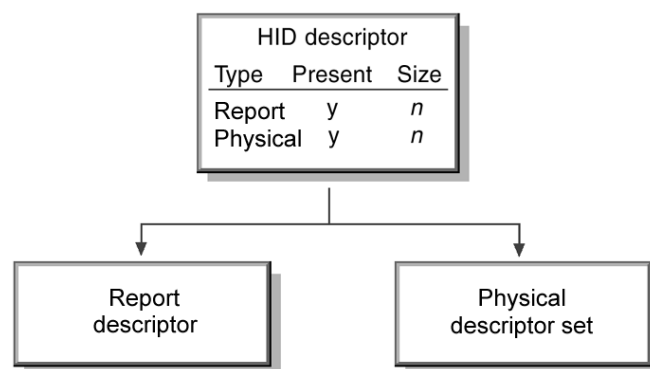 HID descriptor
Type Present Size
Report y n
Physical y n
Report
descriptor
Physical
descriptor set